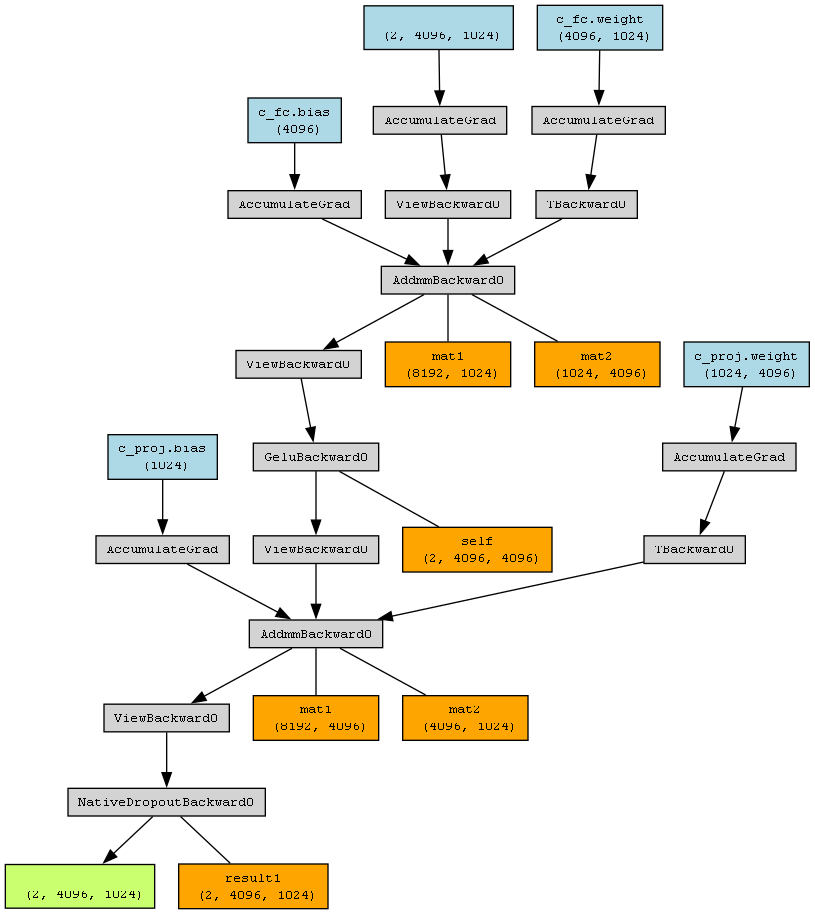 (2, 4096, 1024)
c_fc.weight
(4096, 1024)
c_fc.bias
(4096)
AccumulateGrad
AccumulateGrad
AccumulateGrad
ViewBackward0
TBackward0
AddmmBackward0
ViewBackward0
mat1
(8192, 1024)
mat2
(1024, 4096)
c_proj.weight
(1024, 4096)
c_proj.bias
(1024)
GeluBackward0
AccumulateGrad
AccumulateGrad
ViewBackward0
self
(2, 4096, 4096)
TBackward0
AddmmBackward0
ViewBackward0
mat1
(8192, 4096)
mat2
(4096, 1024)
NativeDropoutBackward0
(2, 4096, 1024)
result1
(2, 4096, 1024)